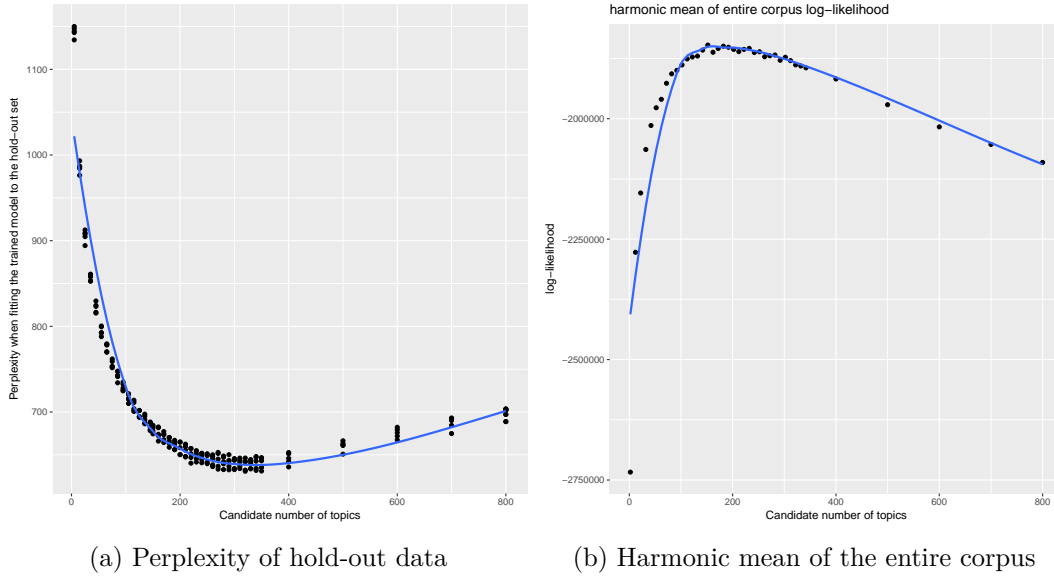 Perplexity when fitting the trained model to the hold−out set
1100
1000
900
800
700
0
200
400
600
800
Candidate number of topics
(a) Perplexity of hold-out data
harmonic mean of entire corpus log−likelihood
log−likelihood
−2000000
−2250000
−2500000
−2750000
0
200
400
600
800
Candidate number of topics
(b) Harmonic mean of the entire corpus